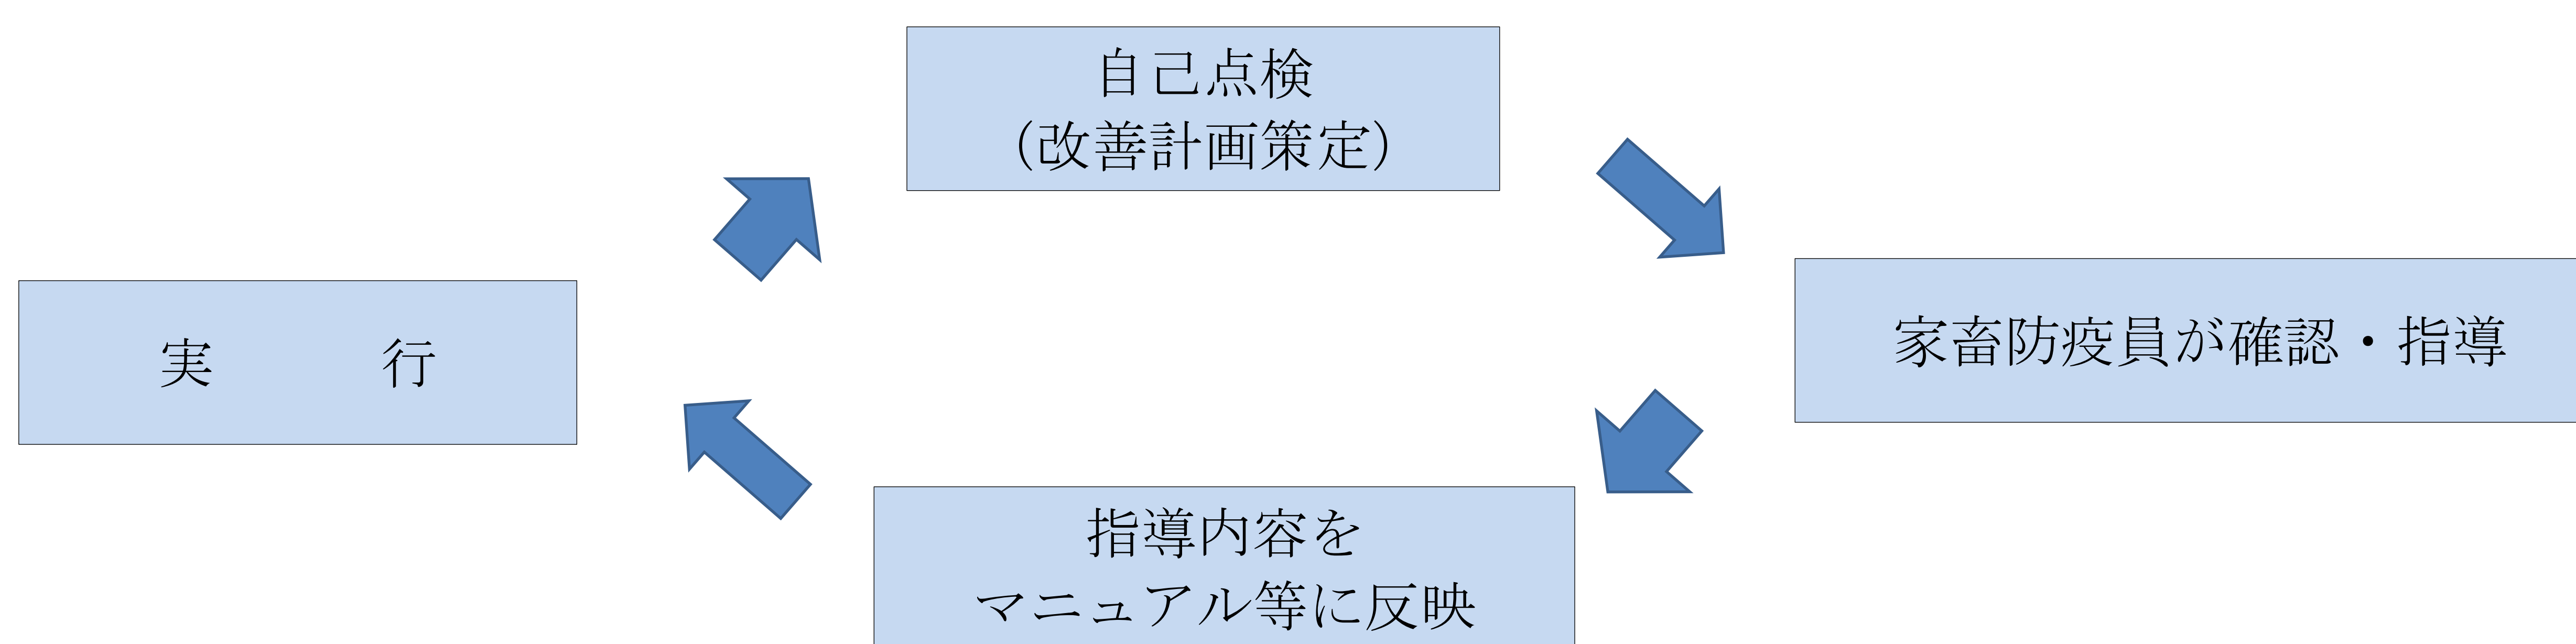 自己点検
（改善計画策定）
実　　　行
家畜防疫員が確認・指導
指導内容を
マニュアル等に反映